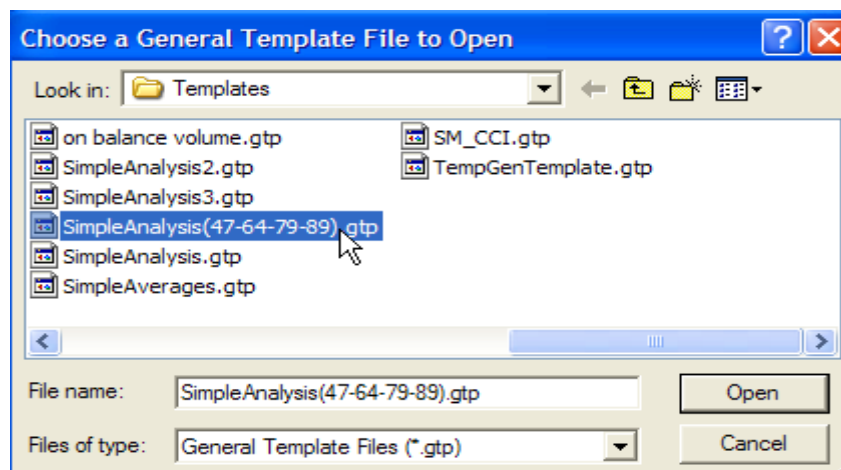 Choose a General Template File to Open
Look in: Templates
on balance volume.gtp
SimpleAnalysis2.gtp
SimpleAnalysis3.gtp
SimpleAnalysis(47-64-79-89).gtp
SimpleAnalysis.gtp
SimpleAverages.gtp
SM_CCI.gtp
TempGenTemplate.gtp
File name: SimpleAnalysis(47-64-79-89).gtp Open
Files of type: General Template Files (*.gtp) Cancel